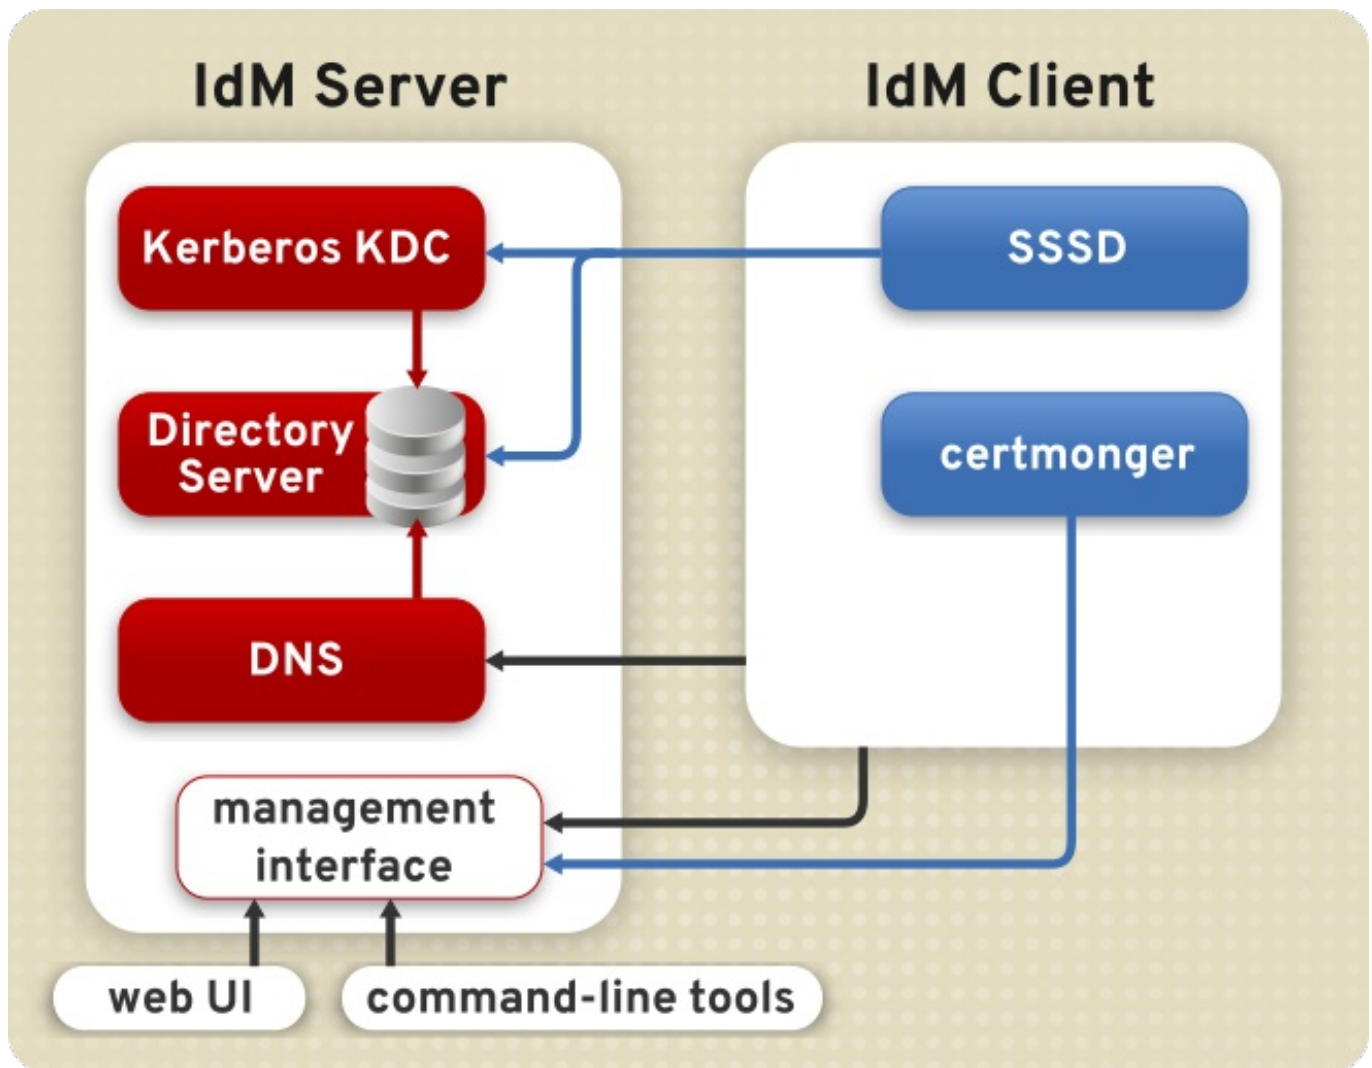 IdM Server
IdM Client
Kerberos KDC
SSSD
Directory
Server
certmonger
DNS
management
interface
web UI
command-line tools